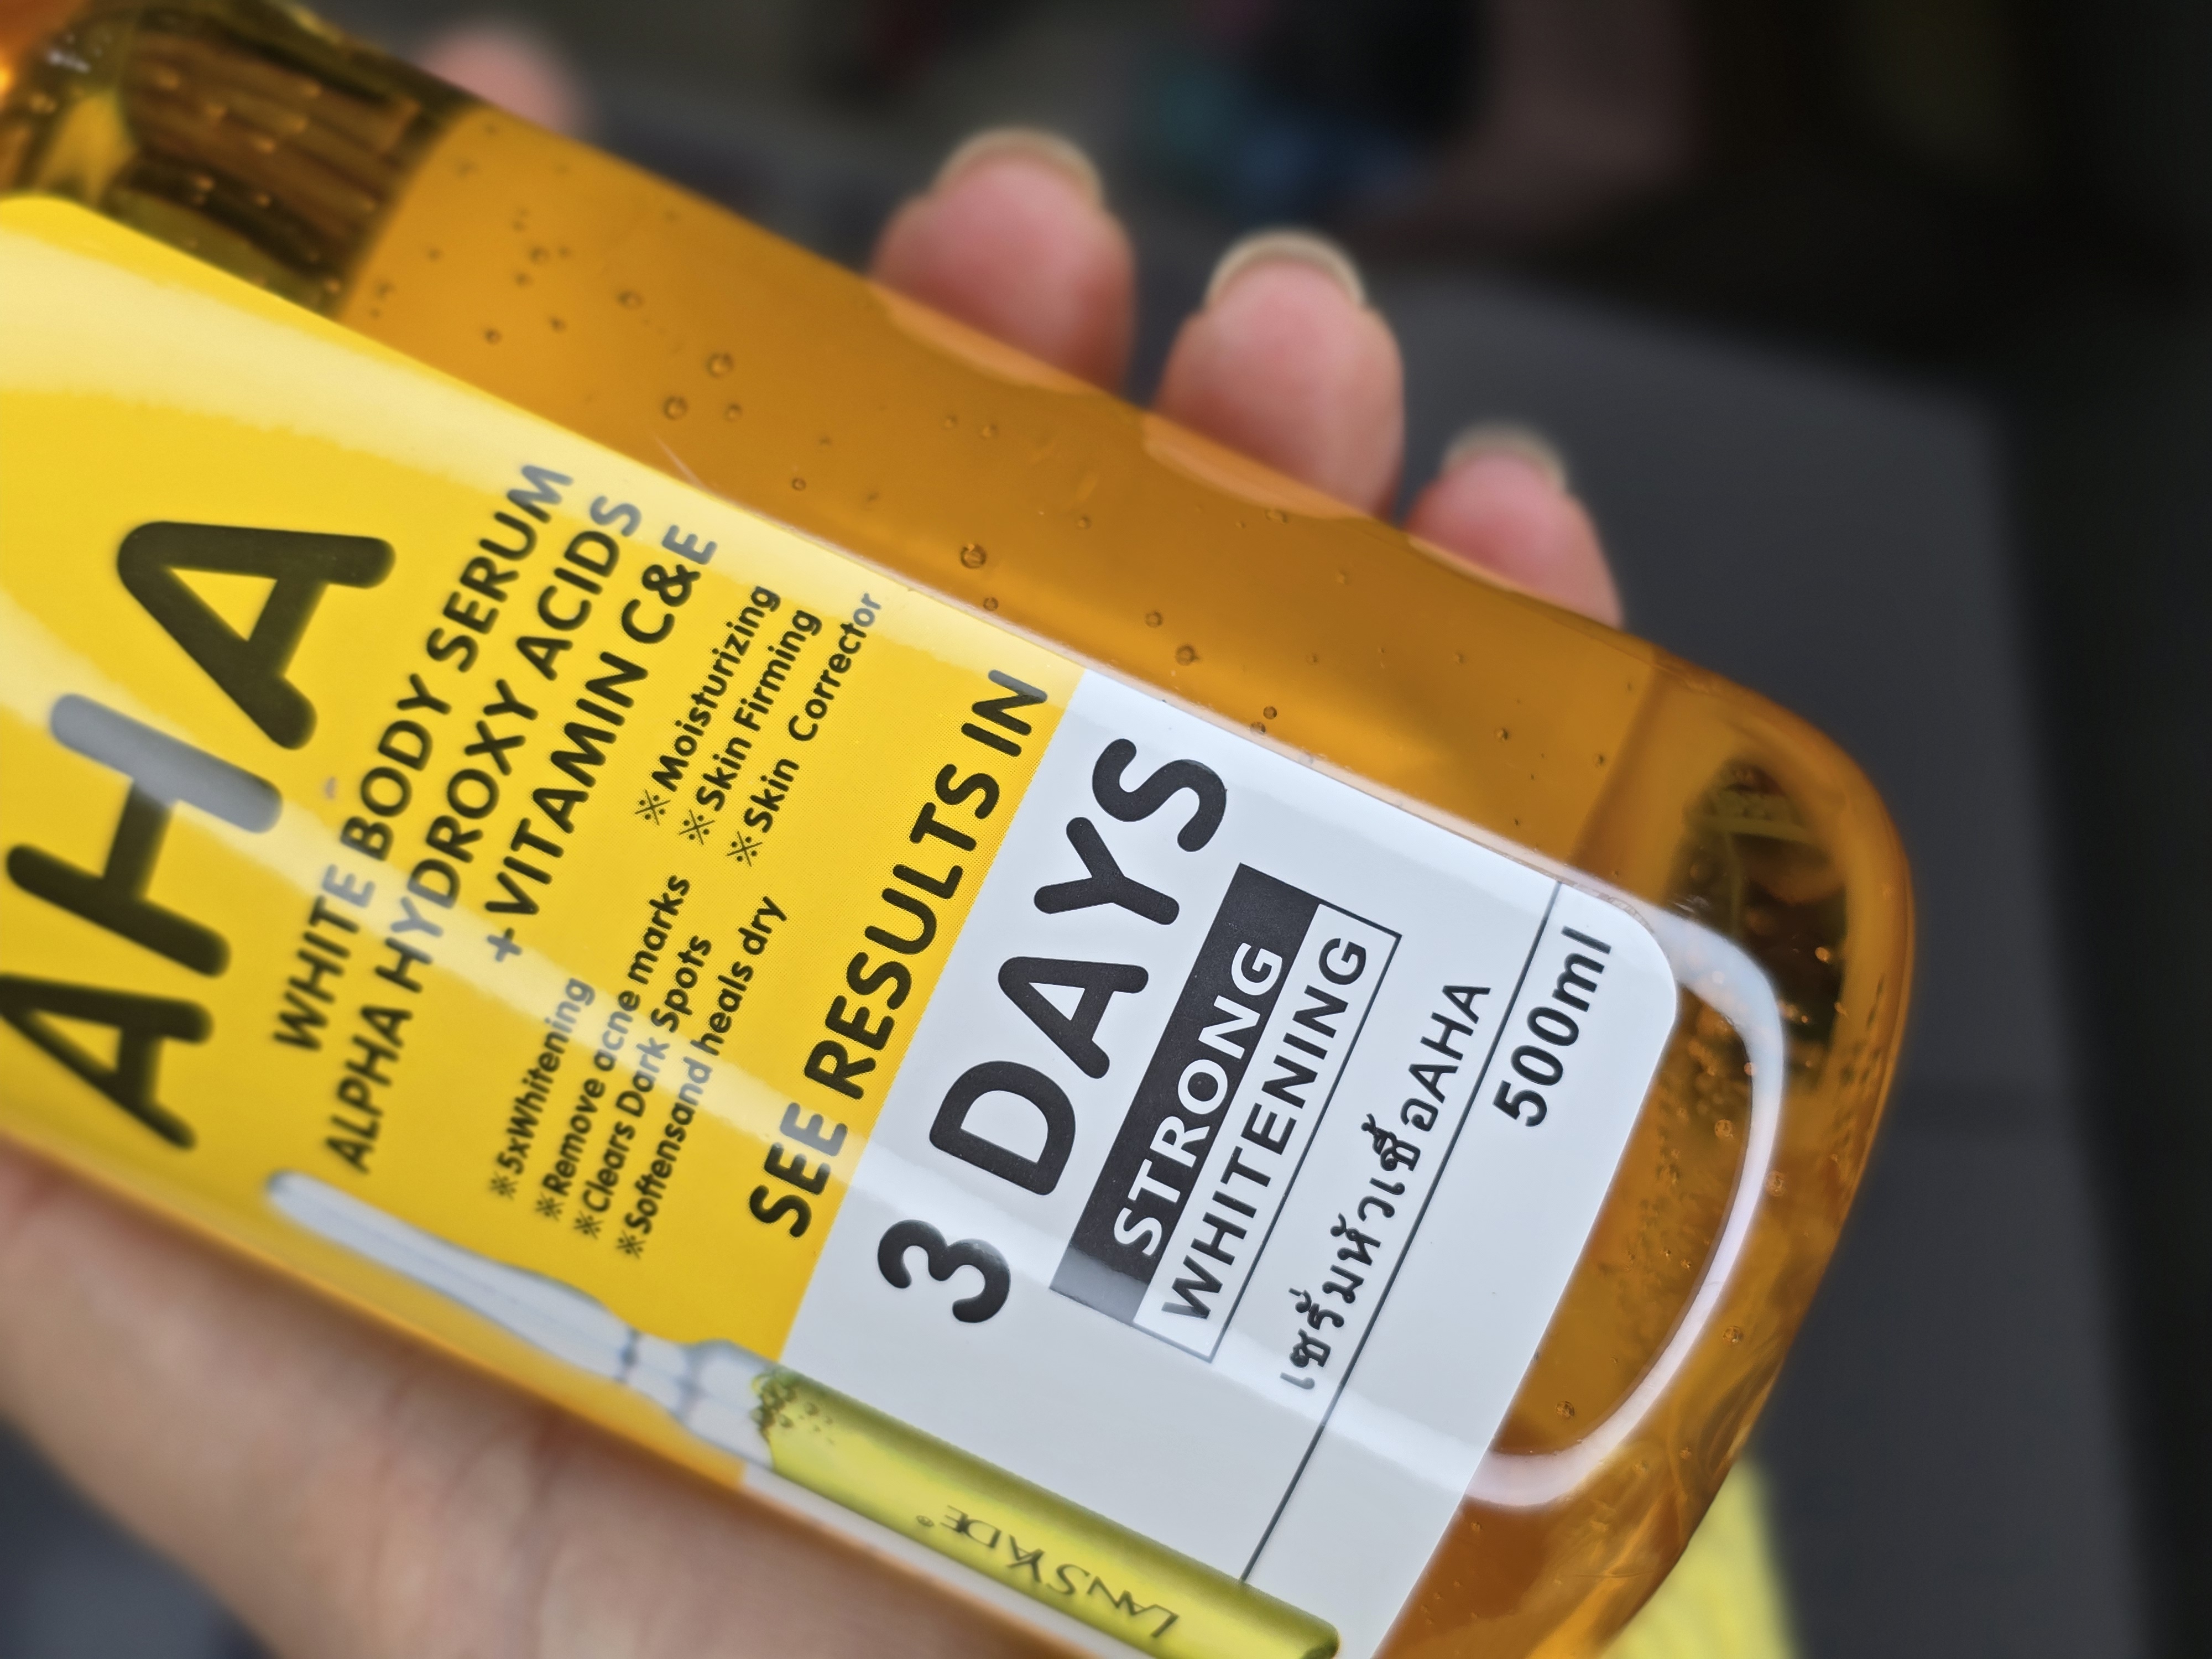 AHA
WHITE BODY SERUM
ALPHA HYDROXY ACIDS
+ VITAMIN C&E
※5xWhitening
※Remove acne marks
※Clears Dark Spots
※Softensand heals dry
※Moisturizing
※Skin Firming
※Skin Corrector
SEE RESULTS IN
3 DAYS
STRONG
WHITENING
เซรั่มหัวเชื้อAHA
500ml
LANSYADE®